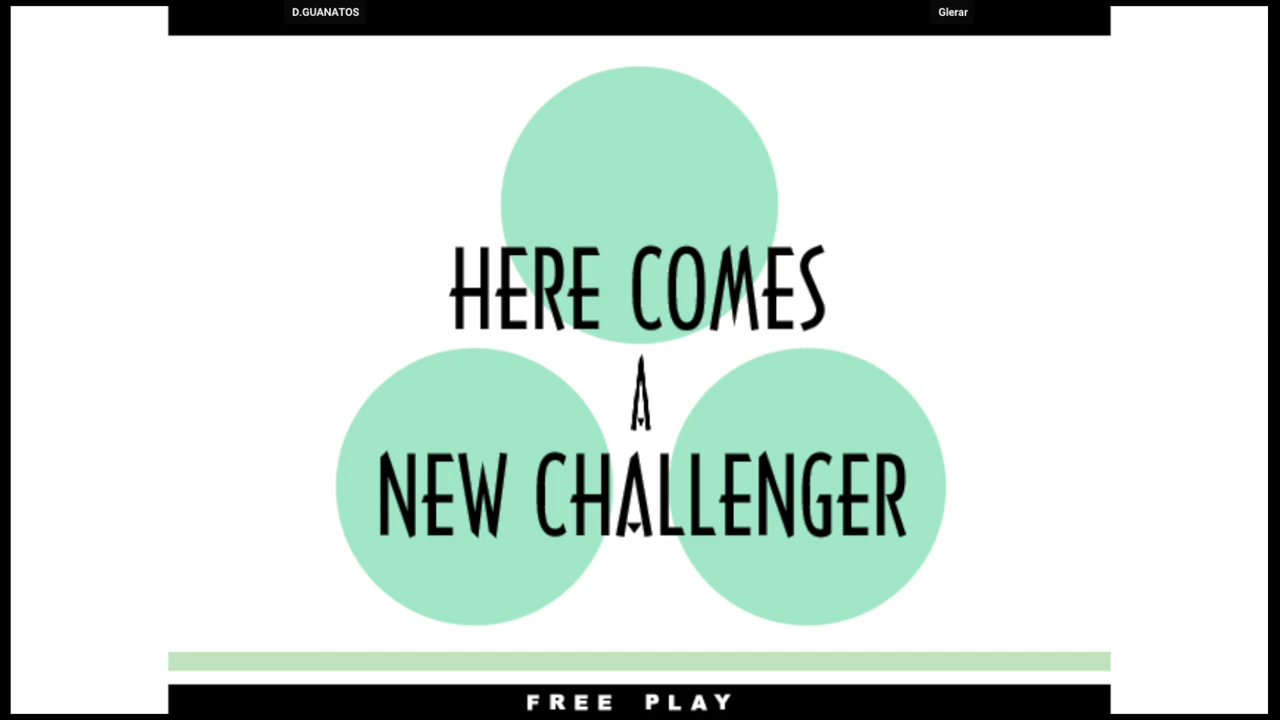 D.GUANATOS
Glerar
HERE COMES
A
NEW CHALLENGER
FREE PLAY